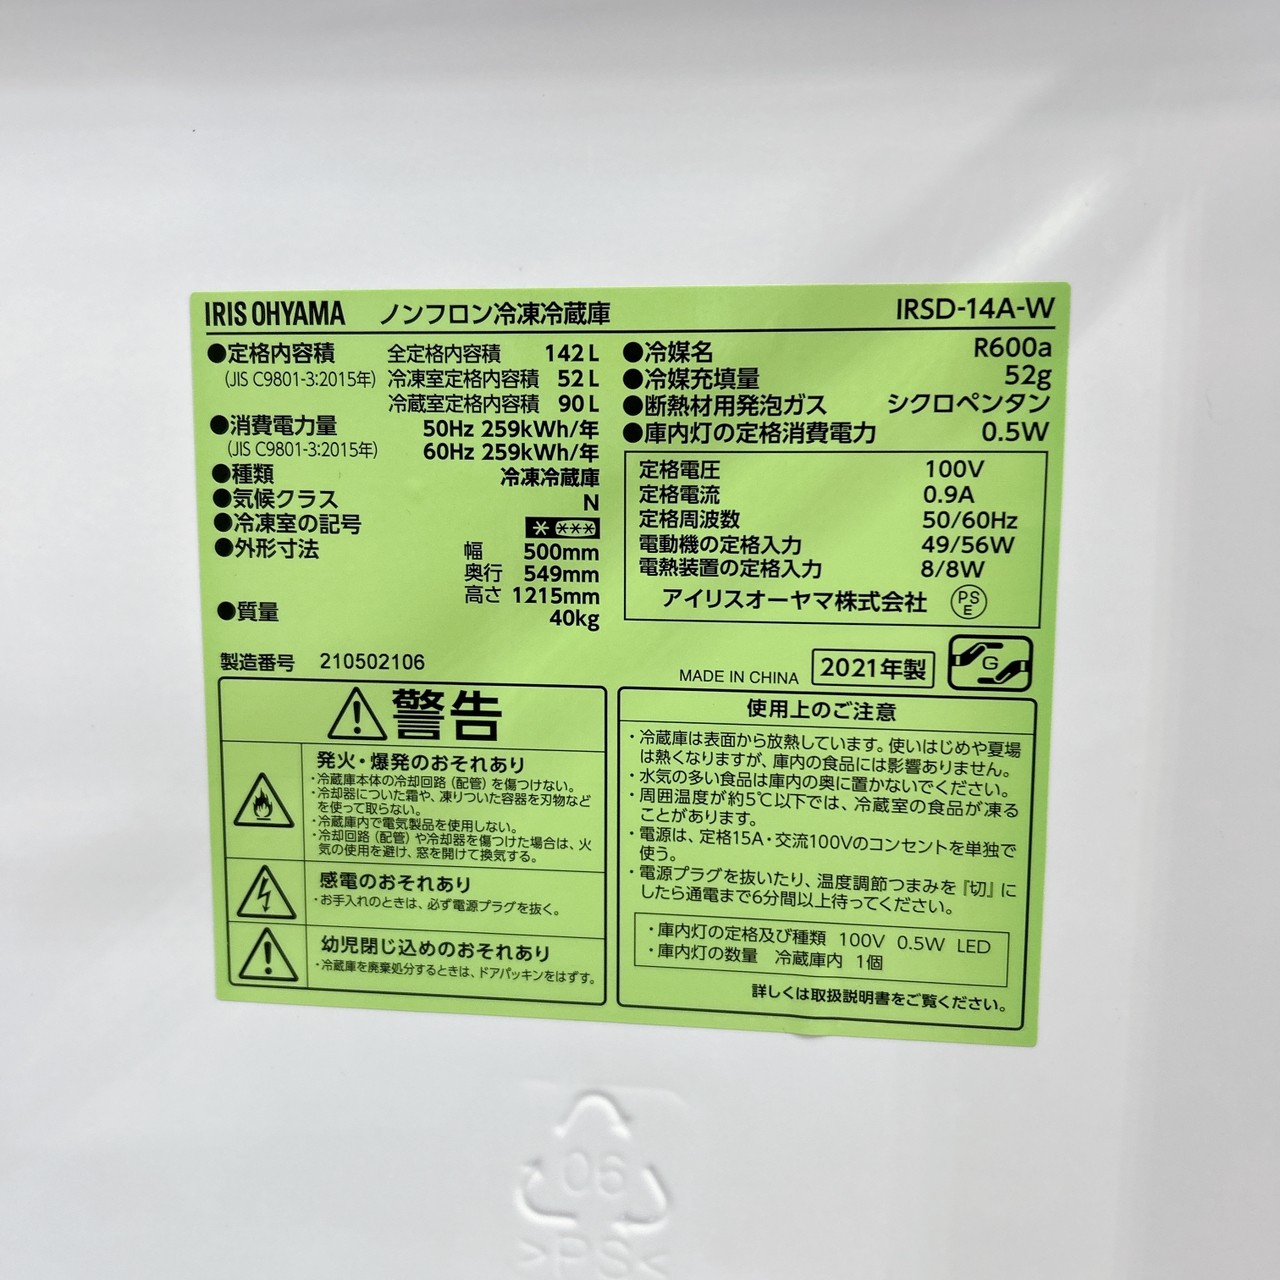 IRIS OHYAMA ノンフロン冷凍冷蔵庫 IRSD-14A-W
●定格内容積 全定格内容積 142L
(JIS C9801-3:2015年) 冷凍室定格内容積 52L
冷蔵室定格内容積 90L
●消費電力量 50Hz 259kWh/年
(JIS C9801-3:2015年) 60Hz 259kWh/年
●種類 冷凍冷蔵庫
●気候クラス N
●冷凍室の記号 * ***
●外形寸法 幅 500mm
奥行 549mm
高さ 1215mm
●質量 40kg
製造番号 210502106
●冷媒名 R600a
●冷媒充填量 52g
●断熱材用発泡ガス シクロペンタン
●庫内灯の定格消費電力 0.5W
定格電圧 100V
定格電流 0.9A
定格周波数 50/60Hz
電動機の定格入力 49/56W
電熱装置の定格入力 8/8W
アイリスオーヤマ株式会社 PSE
MADE IN CHINA 2021年製 G
警告
発火・爆発のおそれあり
・冷蔵庫本体の冷却回路（配管）を傷つけない。
・冷却器についた霜や、凍りついた容器を刃物など
を使って取らない。
・冷蔵庫内で電気製品を使用しない。
・冷却回路（配管）や冷却器を傷つけた場合は、火
気の使用を避け、窓を開けて換気する。
感電のおそれあり
・お手入れのときは、必ず電源プラグを抜く。
幼児閉じ込めのおそれあり
・冷蔵庫を廃棄処分するときは、ドアパッキンをはずす。
使用上のご注意
・冷蔵庫は表面から放熱しています。使いはじめや夏場
は熱くなりますが、庫内の食品には影響ありません。
・水気の多い食品は庫内の奥に置かないでください。
・周囲温度が約5℃以下では、冷蔵室の食品が凍る
ことがあります。
・電源は、定格15A・交流100Vのコンセントを単独で
使う。
・電源プラグを抜いたり、温度調節つまみを『切』に
したら通電まで6分間以上待ってください。
・庫内灯の定格及び種類 100V 0.5W LED
・庫内灯の数量 冷蔵庫内 1個
詳しくは取扱説明書をご覧ください。
06
>PS<